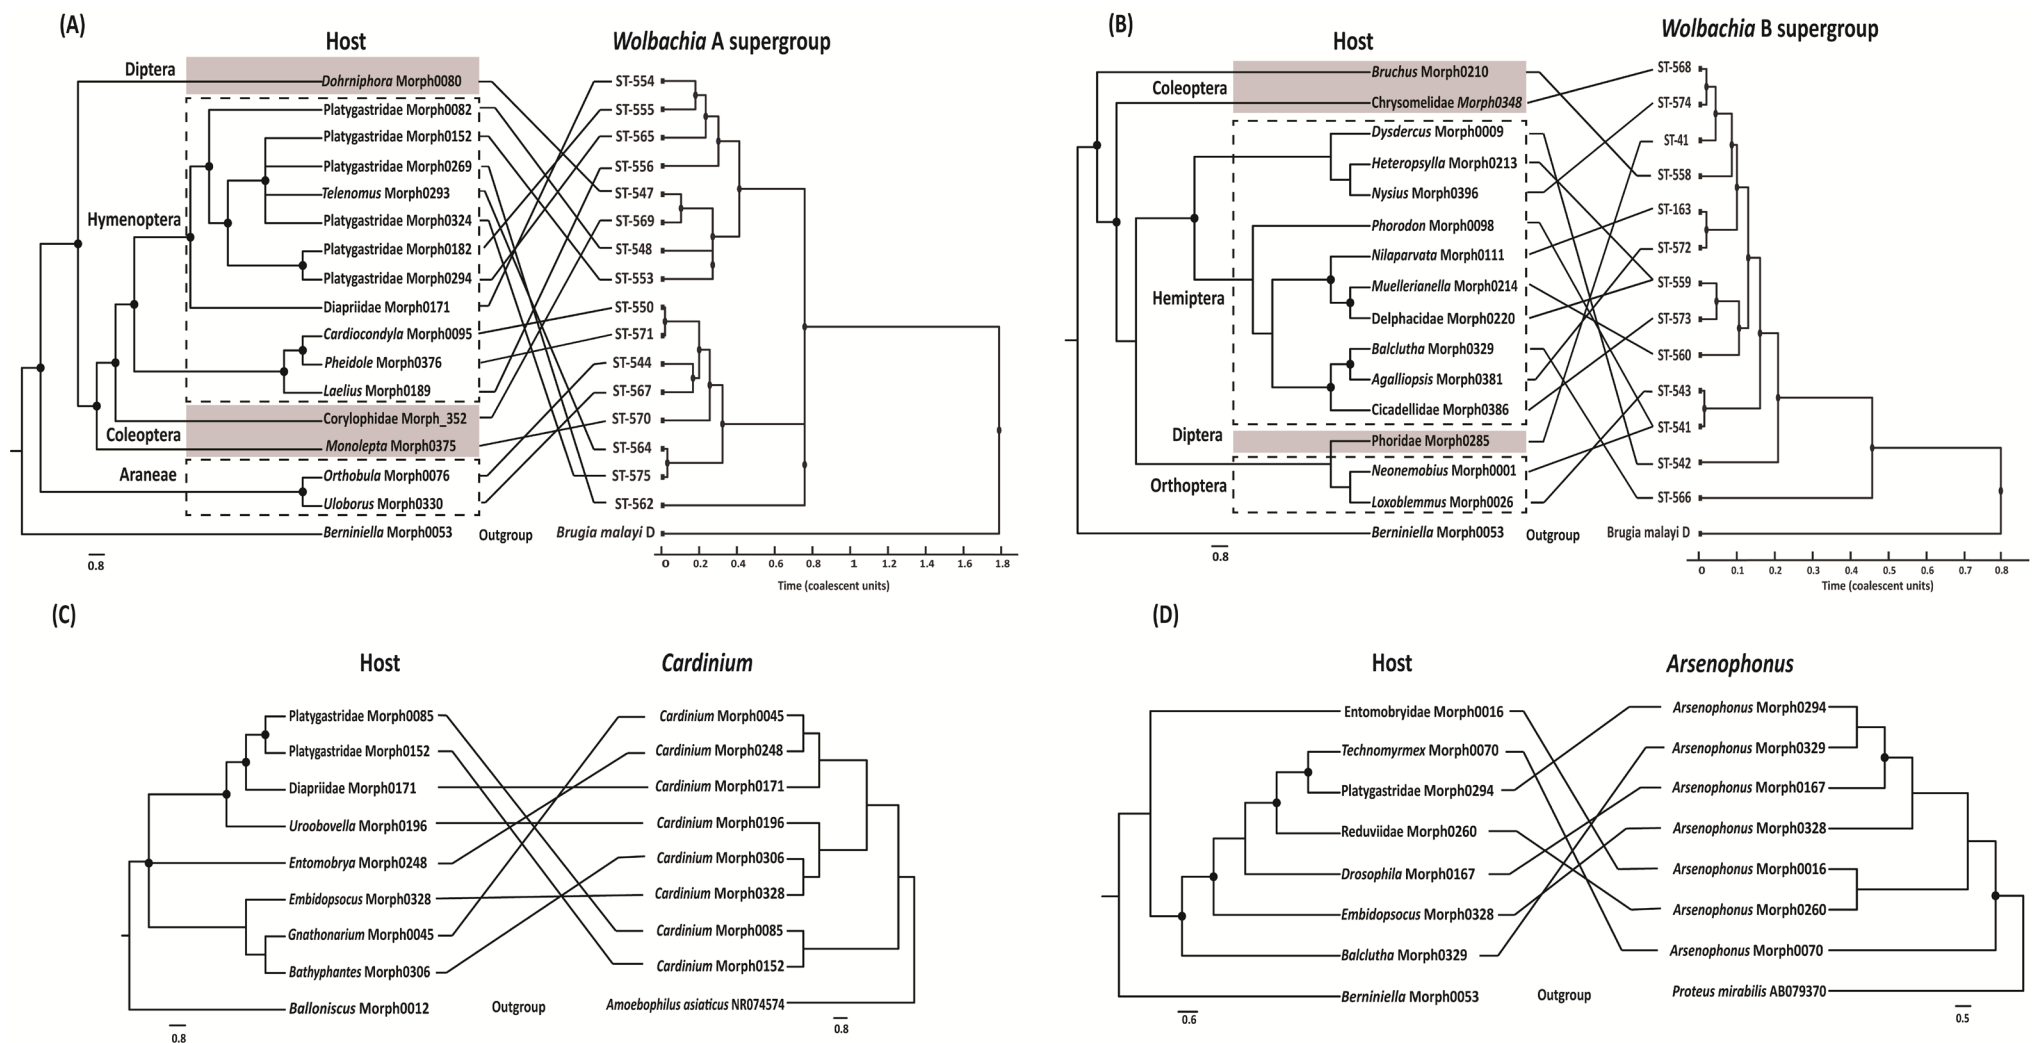 (A)
Host
Wolbachia A supergroup
Diptera
Hymenoptera
Coleoptera
Araneae
Dohrniphora Morph0080
Platygastridae Morph0082
Platygastridae Morph0152
Platygastridae Morph0269
Telenomus Morph0293
Platygastridae Morph0324
Platygastridae Morph0182
Platygastridae Morph0294
Diapriidae Morph0171
Cardiocondyla Morph0095
Pheidole Morph0376
Laelius Morph0189
Corylophidae Morph_352
Monolepta Morph0375
Orthobula Morph0076
Uloborus Morph0330
Berniniella Morph0053
Outgroup
ST-554
ST-555
ST-565
ST-556
ST-547
ST-569
ST-548
ST-553
ST-550
ST-571
ST-544
ST-567
ST-570
ST-564
ST-575
ST-562
Brugia malayi D
0.8
0 0.2 0.4 0.6 0.8 1 1.2 1.4 1.6 1.8
Time (coalescent units)
(B)
Host
Wolbachia B supergroup
Coleoptera
Hemiptera
Diptera
Orthoptera
Bruchus Morph0210
Chrysomelidae Morph0348
Dysdercus Morph0009
Heteropsylla Morph0213
Nysius Morph0396
Phorodon Morph0098
Nilaparvata Morph0111
Muellerianella Morph0214
Delphacidae Morph0220
Balclutha Morph0329
Agalliopsis Morph0381
Cicadellidae Morph0386
Phoridae Morph0285
Neonemobius Morph0001
Loxoblemmus Morph0026
Berniniella Morph0053
Outgroup
ST-568
ST-574
ST-41
ST-558
ST-163
ST-572
ST-559
ST-573
ST-560
ST-543
ST-541
ST-542
ST-566
Brugia malayi D
0.8
0 0.1 0.2 0.3 0.4 0.5 0.6 0.7 0.8
Time (coalescent units)
(C)
Host
Cardinium
Platygastridae Morph0085
Platygastridae Morph0152
Diapriidae Morph0171
Uroobovella Morph0196
Entomobrya Morph0248
Embidopsocus Morph0328
Gnathonarium Morph0045
Bathyphantes Morph0306
Balloniscus Morph0012
Outgroup
Cardinium Morph0045
Cardinium Morph0248
Cardinium Morph0171
Cardinium Morph0196
Cardinium Morph0306
Cardinium Morph0328
Cardinium Morph0085
Cardinium Morph0152
Amoebophilus asiaticus NR074574
0.8
0.8
(D)
Host
Arsenophonus
Entomobryidae Morph0016
Technomyrmex Morph0070
Platygastridae Morph0294
Reduviidae Morph0260
Drosophila Morph0167
Embidopsocus Morph0328
Balclutha Morph0329
Berniniella Morph0053
Outgroup
Arsenophonus Morph0294
Arsenophonus Morph0329
Arsenophonus Morph0167
Arsenophonus Morph0328
Arsenophonus Morph0016
Arsenophonus Morph0260
Arsenophonus Morph0070
Proteus mirabilis AB079370
0.6
0.5